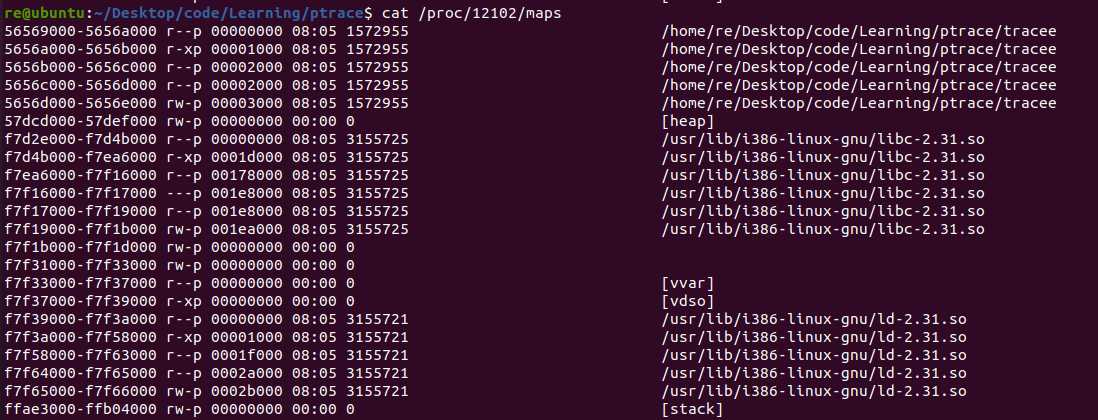 re@ubuntu:~/Desktop/code/Learning/ptrace$ cat /proc/12102/maps
56569000-5656a000 r--p 00000000 08:05 1572955 /home/re/Desktop/code/Learning/ptrace/tracee
5656a000-5656b000 r-xp 00001000 08:05 1572955 /home/re/Desktop/code/Learning/ptrace/tracee
5656b000-5656c000 r--p 00002000 08:05 1572955 /home/re/Desktop/code/Learning/ptrace/tracee
5656c000-5656d000 r--p 00002000 08:05 1572955 /home/re/Desktop/code/Learning/ptrace/tracee
5656d000-5656e000 rw-p 00003000 08:05 1572955 /home/re/Desktop/code/Learning/ptrace/tracee
57dcd000-57def000 rw-p 00000000 00:00 0 [heap]
f7d2e000-f7d4b000 r--p 00000000 08:05 3155725 /usr/lib/i386-linux-gnu/libc-2.31.so
f7d4b000-f7ea6000 r-xp 0001d000 08:05 3155725 /usr/lib/i386-linux-gnu/libc-2.31.so
f7ea6000-f7f16000 r--p 00178000 08:05 3155725 /usr/lib/i386-linux-gnu/libc-2.31.so
f7f16000-f7f17000 ---p 001e8000 08:05 3155725 /usr/lib/i386-linux-gnu/libc-2.31.so
f7f17000-f7f19000 r--p 001e8000 08:05 3155725 /usr/lib/i386-linux-gnu/libc-2.31.so
f7f19000-f7f1b000 rw-p 001ea000 08:05 3155725 /usr/lib/i386-linux-gnu/libc-2.31.so
f7f1b000-f7f1d000 rw-p 00000000 00:00 0
f7f31000-f7f33000 rw-p 00000000 00:00 0
f7f33000-f7f37000 r--p 00000000 00:00 0 [vvar]
f7f37000-f7f39000 r-xp 00000000 00:00 0 [vdso]
f7f39000-f7f3a000 r--p 00000000 08:05 3155721 /usr/lib/i386-linux-gnu/ld-2.31.so
f7f3a000-f7f58000 r-xp 00001000 08:05 3155721 /usr/lib/i386-linux-gnu/ld-2.31.so
f7f58000-f7f63000 r--p 0001f000 08:05 3155721 /usr/lib/i386-linux-gnu/ld-2.31.so
f7f64000-f7f65000 r--p 0002a000 08:05 3155721 /usr/lib/i386-linux-gnu/ld-2.31.so
f7f65000-f7f66000 rw-p 0002b000 08:05 3155721 /usr/lib/i386-linux-gnu/ld-2.31.so
ffae3000-ffb04000 rw-p 00000000 00:00 0 [stack]